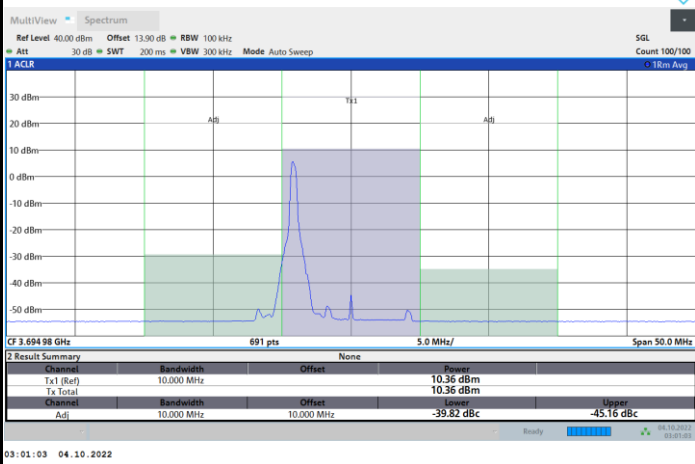 MultiView Spectrum
Ref Level 40.00 dBm Offset 13.90 dB RBW 100 kHz SGL
Att 30 dB SWT 200 ms VBW 300 kHz Mode Auto Sweep Count 100/100
1 ACLR 1Rm Avg
30 dBm
Tx1
20 dBm
Adj Adj
10 dBm
0 dBm
-10 dBm
-20 dBm
-30 dBm
-40 dBm
-50 dBm
CF 3.694 98 GHz 691 pts 5.0 MHz/ Span 50.0 MHz
2 Result Summary None
Channel Bandwidth Offset Power
Tx1 (Ref) 10.000 MHz 10.36 dBm
Tx Total 10.36 dBm
Channel Bandwidth Offset Lower Upper
Adj 10.000 MHz 10.000 MHz -39.82 dBc -45.16 dBc
Ready 04.10.2022
03:01:03
03:01:03 04.10.2022